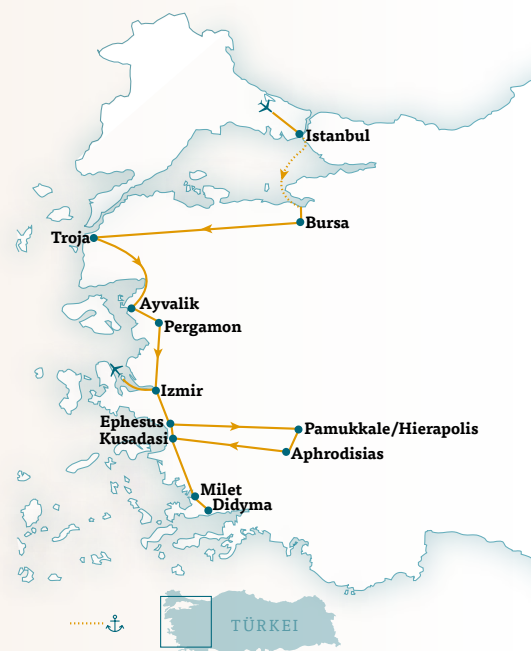 Istanbul
Bursa
Troja
Ayvalik
Pergamon
Izmir
Ephesus
Pamukkale/Hierapolis
Kusadasi
Aphrodisias
Milet
Didyma
TÜRKEI